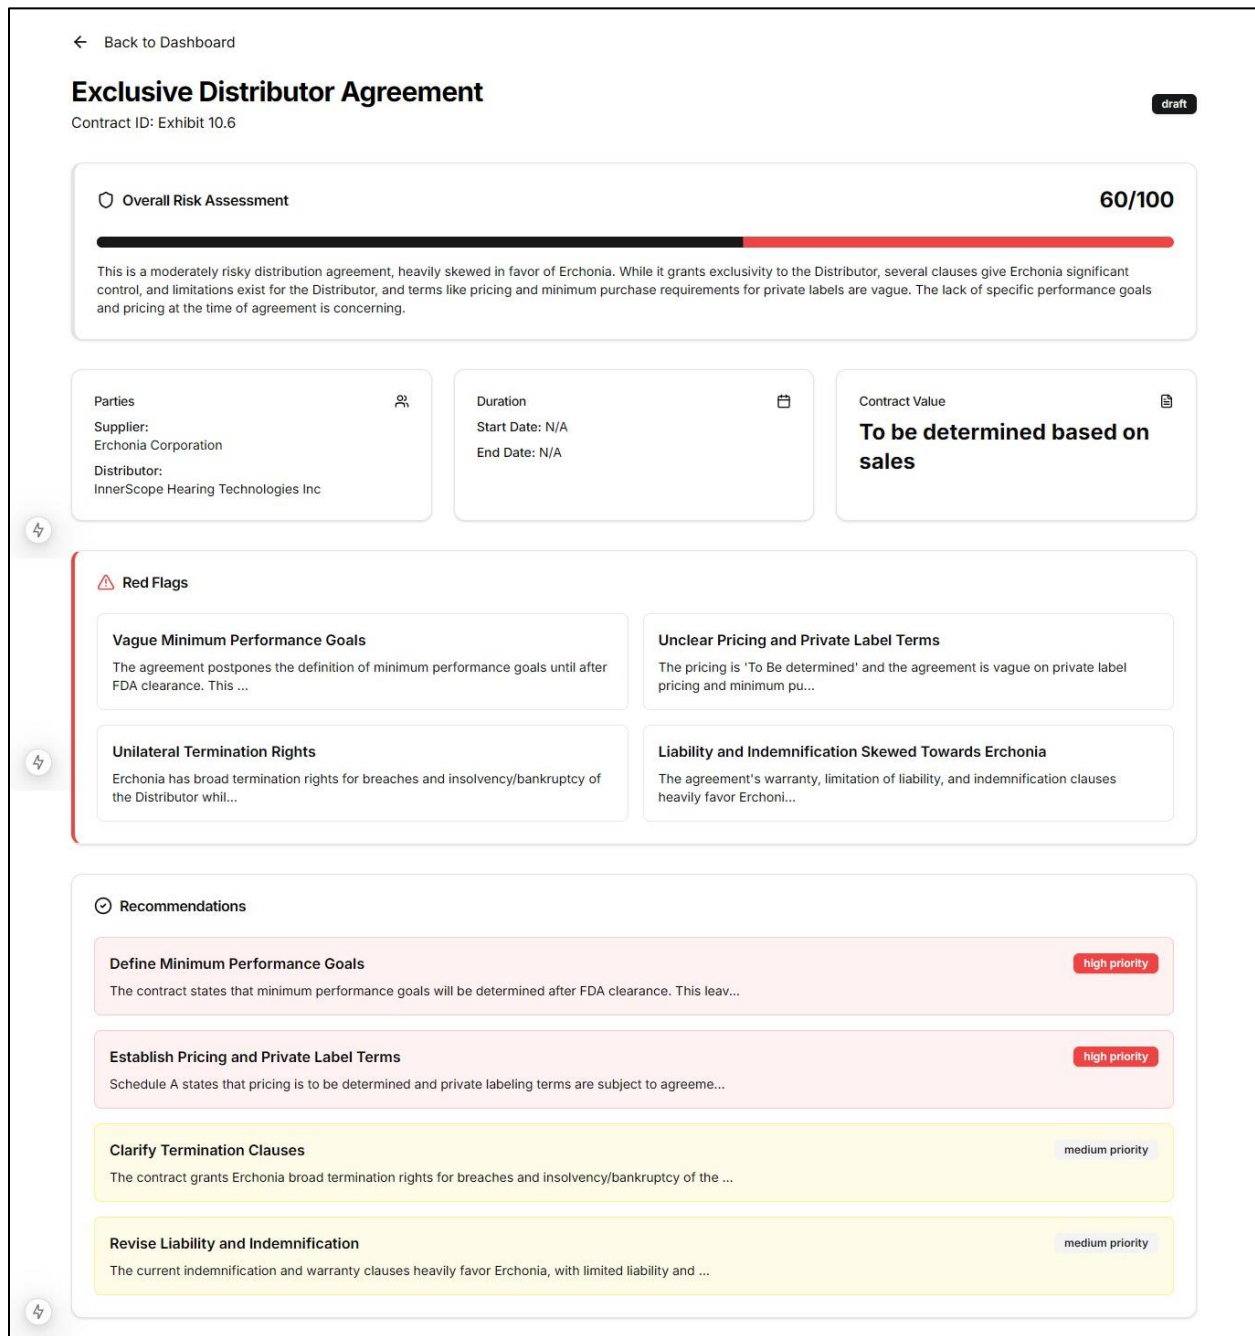 Back to Dashboard
Exclusive Distributor Agreement
draft
Contract ID: Exhibit 10.6
Overall Risk Assessment
60/100
This is a moderately risky distribution agreement, heavily skewed in favor of Erchonia. While it grants exclusivity to the Distributor, several clauses give Erchonia significant
control, and limitations exist for the Distributor, and terms like pricing and minimum purchase requirements for private labels are vague. The lack of specific performance goals
and pricing at the time of agreement is concerning.
Parties
Supplier:
Erchonia Corporation
Distributor:
InnerScope Hearing Technologies Inc
Duration
Start Date: N/A
End Date: N/A
Contract Value
To be determined based on
sales
Red Flags
Vague Minimum Performance Goals
The agreement postpones the definition of minimum performance goals until after
FDA clearance. This ...
Unclear Pricing and Private Label Terms
The pricing is 'To Be determined' and the agreement is vague on private label
pricing and minimum pu...
Unilateral Termination Rights
Erchonia has broad termination rights for breaches and insolvency/bankruptcy of
the Distributor whil...
Liability and Indemnification Skewed Towards Erchonia
The agreement's warranty, limitation of liability, and indemnification clauses
heavily favor Erchoni...
Recommendations
Define Minimum Performance Goals
high priority
The contract states that minimum performance goals will be determined after FDA clearance. This leav...
Establish Pricing and Private Label Terms
high priority
Schedule A states that pricing is to be determined and private labeling terms are subject to agreeme...
Clarify Termination Clauses
medium priority
The contract grants Erchonia broad termination rights for breaches and insolvency/bankruptcy of the ...
Revise Liability and Indemnification
medium priority
The current indemnification and warranty clauses heavily favor Erchonia, with limited liability and ...